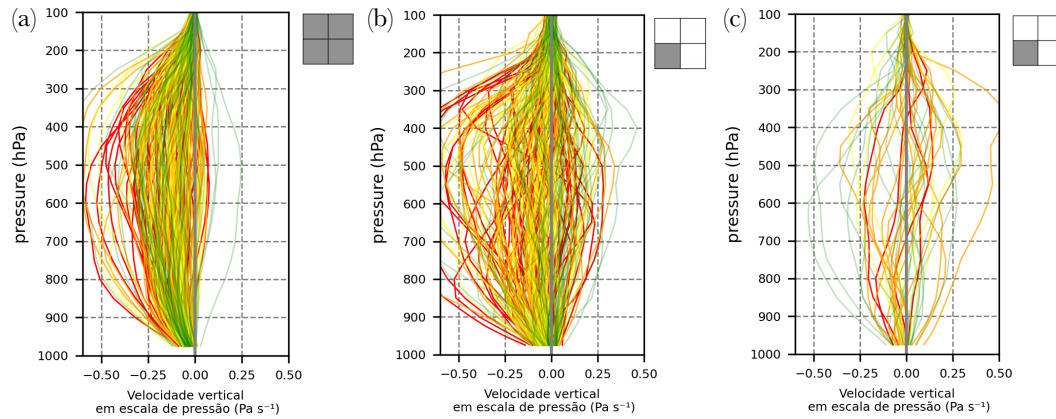 (a)
100
200
300
400
500
600
700
800
900
1000
pressure (hPa)
−0.50 −0.25 0.00 0.25 0.50
Velocidade vertical
em escala de pressão (Pa s⁻¹)
(b)
100
200
300
400
500
600
700
800
900
1000
pressure (hPa)
−0.50 −0.25 0.00 0.25 0.50
Velocidade vertical
em escala de pressão (Pa s⁻¹)
(c)
100
200
300
400
500
600
700
800
900
1000
pressure (hPa)
−0.50 −0.25 0.00 0.25 0.50
Velocidade vertical
em escala de pressão (Pa s⁻¹)